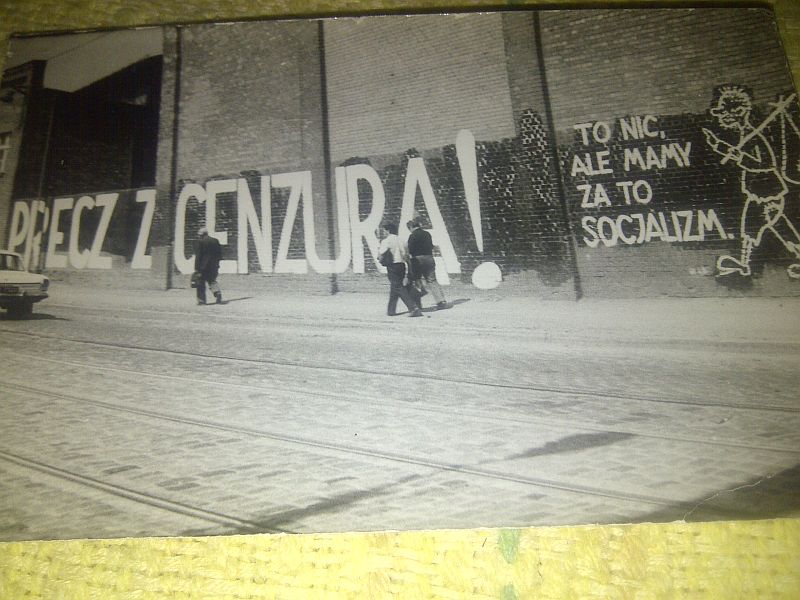 PRECZ Z CENZURA!
TO NIC,
ALE MAMY
ZA TO
SOCJALIZM.